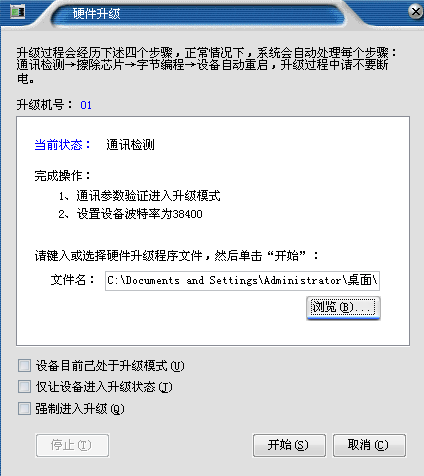 硬件升级
升级过程会经历下述四个步骤，正常情况下，系统会自动处理每个步骤：
通讯检测→擦除芯片→字节编程→设备自动重启，升级过程中请不要断
电。
升级机号： 01
当前状态： 通讯检测
完成操作：
1、通讯参数验证进入升级模式
2、设置设备波特率为38400
请键入或选择硬件升级程序文件，然后单击“开始”：
文件名： C:\Documents and Settings\Administrator\桌面\
浏览(B)...
设备目前己处于升级模式(U)
仅让设备进入升级状态(I)
强制进入升级(Q)
停止(T) 开始(S) 取消(C)